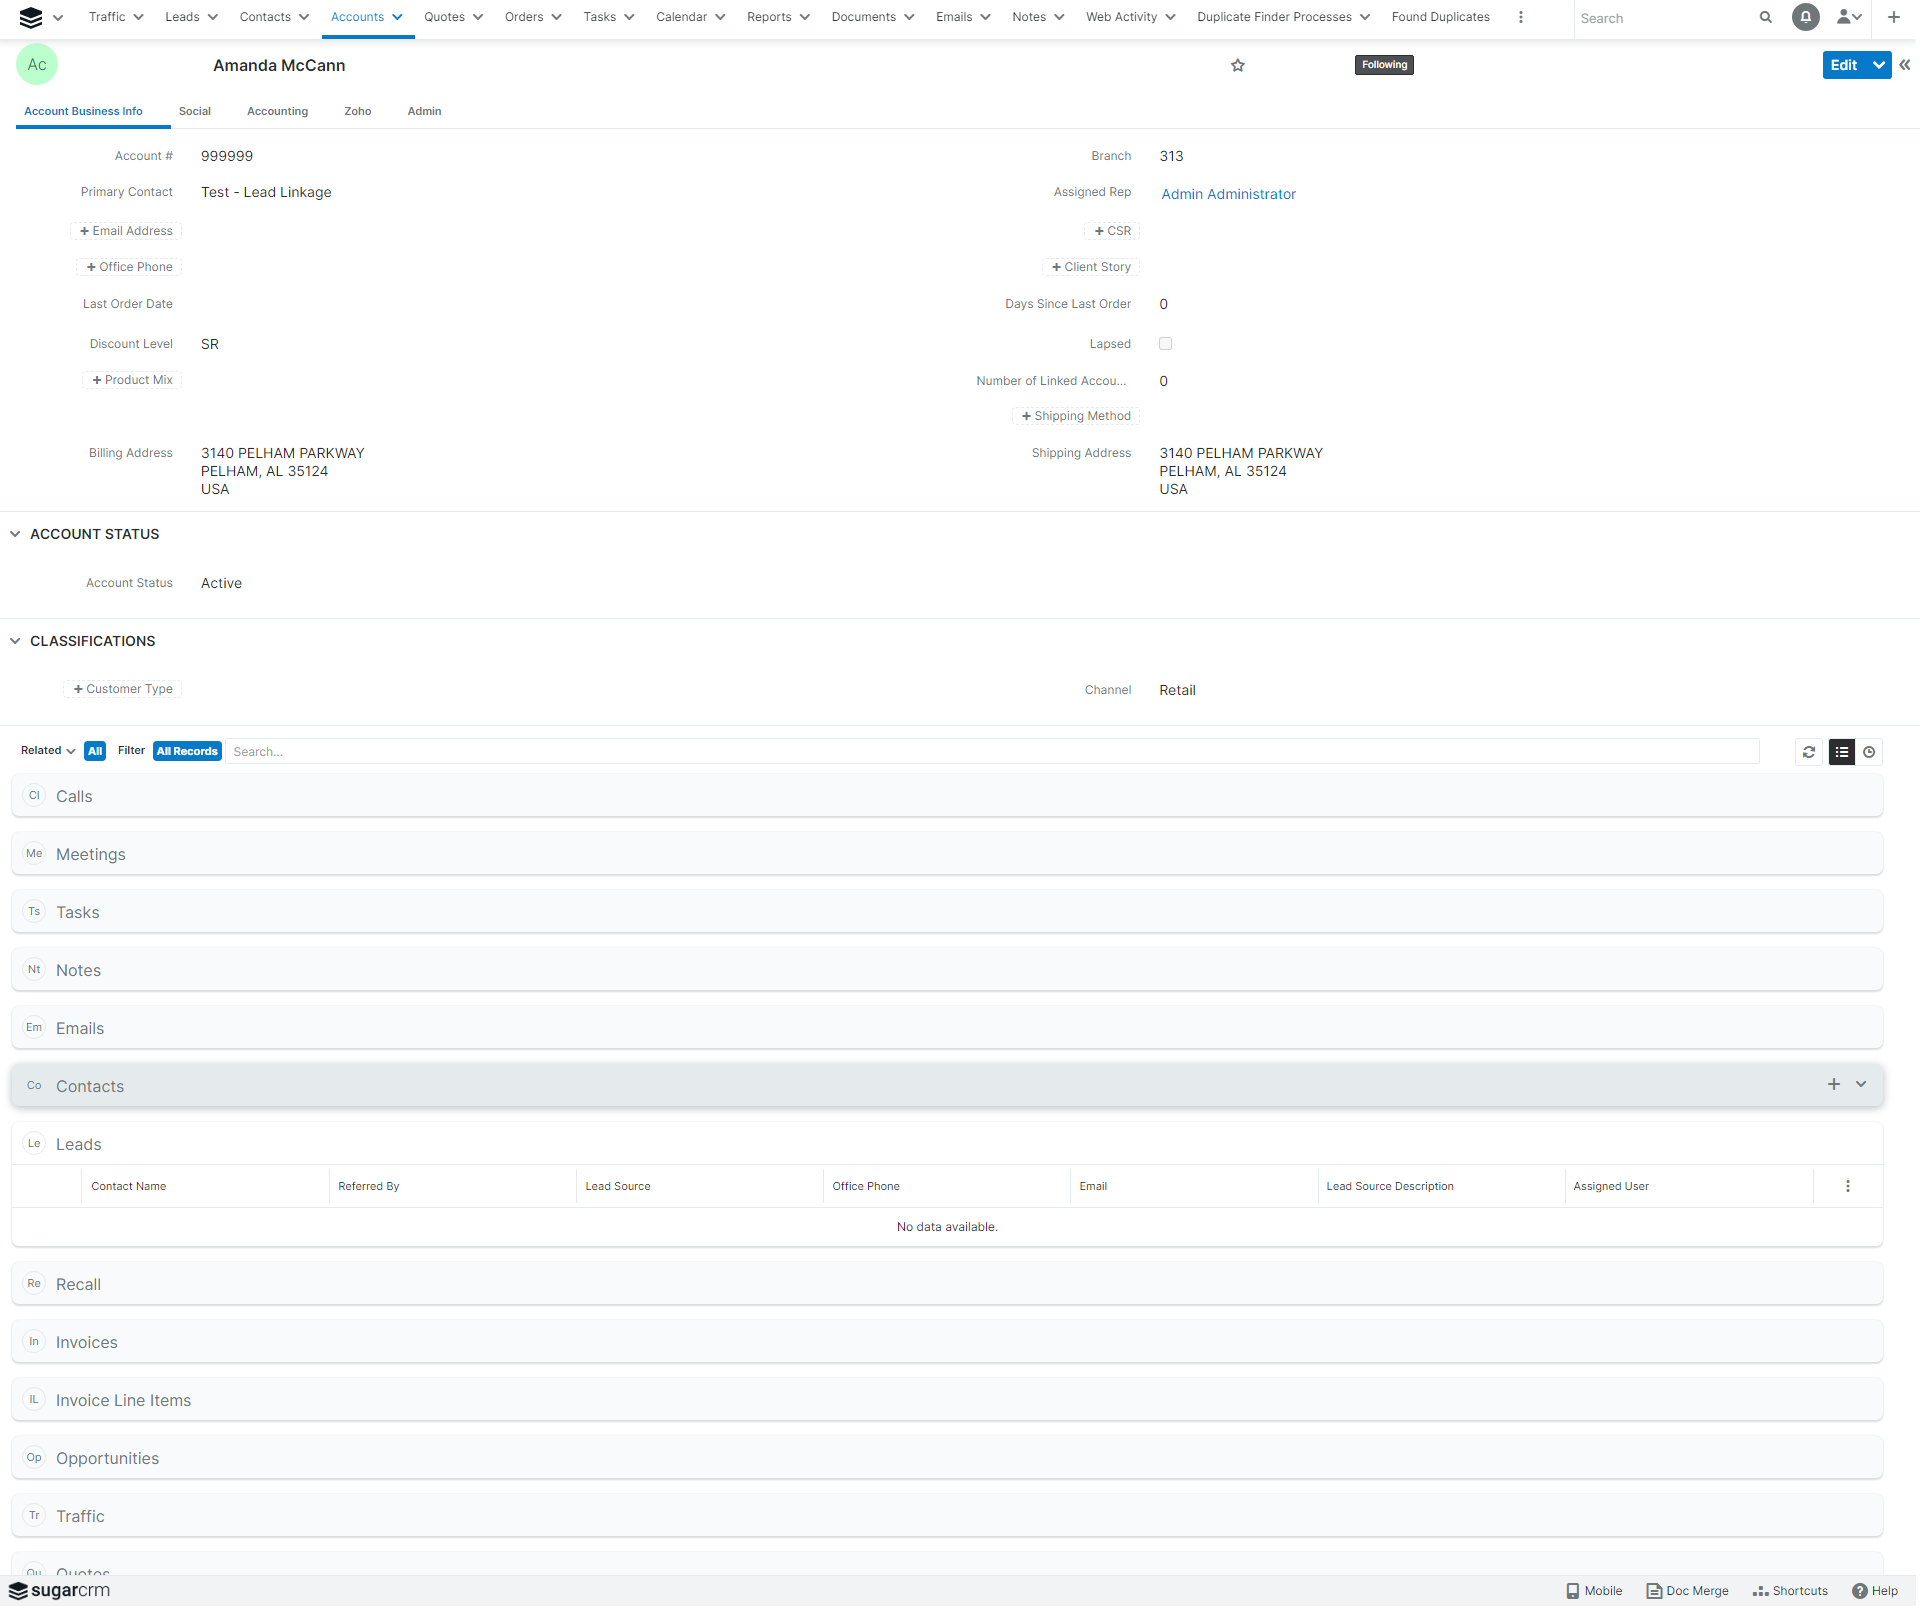 Traffic Leads Contacts Accounts Quotes Orders Tasks Calendar Reports Documents Emails Notes Web Activity Duplicate Finder Processes Found Duplicates Search
Ac Amanda McCann Following Edit
Account Business Info Social Accounting Zoho Admin
Account # 999999 Branch 313
Primary Contact Test - Lead Linkage Assigned Rep Admin Administrator
+ Email Address + CSR
+ Office Phone + Client Story
Last Order Date Days Since Last Order 0
Discount Level SR Lapsed
+ Product Mix Number of Linked Accou... 0
+ Shipping Method
Billing Address 3140 PELHAM PARKWAY Shipping Address 3140 PELHAM PARKWAY
PELHAM, AL 35124 PELHAM, AL 35124
USA USA
ACCOUNT STATUS
Account Status Active
CLASSIFICATIONS
+ Customer Type Channel Retail
Related All Filter All Records Search...
Cl Calls
Me Meetings
Ts Tasks
Nt Notes
Em Emails
Co Contacts
Le Leads
Contact Name Referred By Lead Source Office Phone Email Lead Source Description Assigned User
No data available.
Re Recall
In Invoices
IL Invoice Line Items
Op Opportunities
Tr Traffic
Qu Quotes
sugarcrm Mobile Doc Merge Shortcuts Help